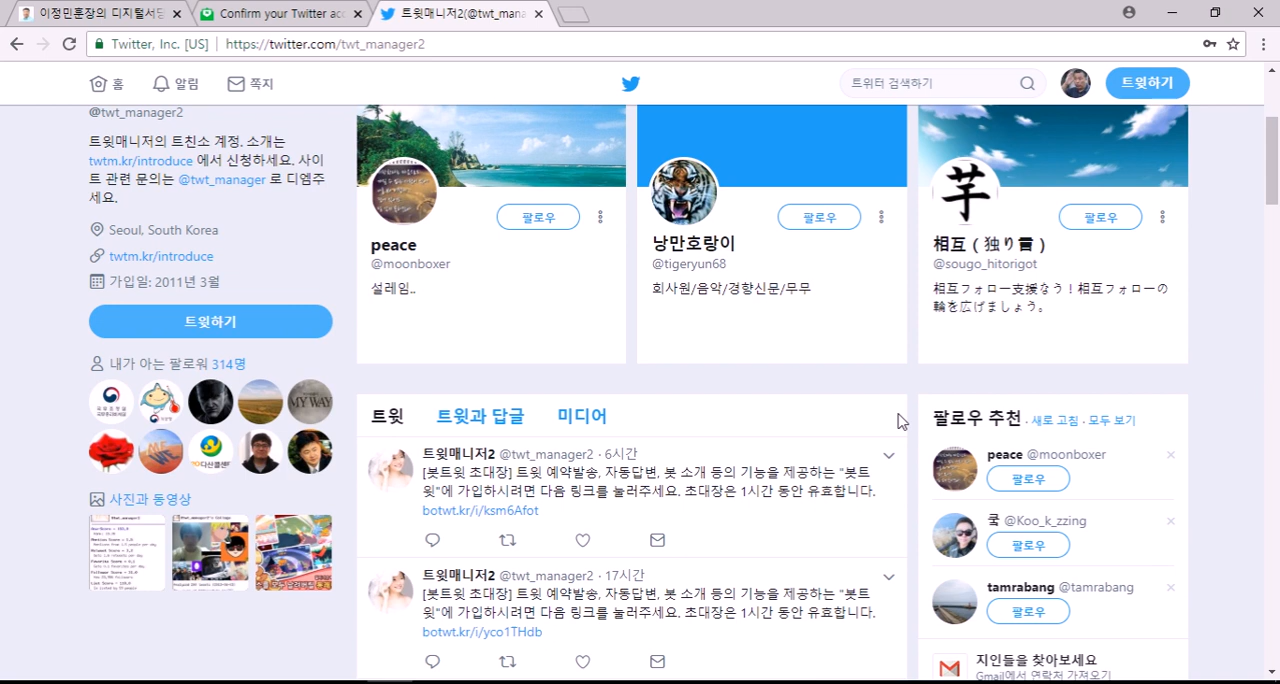 이정민훈장의 디지털서당
Confirm your Twitter acc
트윗매니저2(@twt_mana
Twitter, Inc. [US]
https://twitter.com/twt_manager2
홈
알림
쪽지
트위터 검색하기
트윗하기
@twt_manager2
트윗매니저의 트친소 계정. 소개는
twtm.kr/introduce 에서 신청하세요. 사이
트 관련 문의는 @twt_manager 로 디엠주
세요.
Seoul, South Korea
twtm.kr/introduce
가입일: 2011년 3월
트윗하기
내가 아는 팔로워 314명
MY WAY
사진과 동영상
팔로우
peace
@moonboxer
설레임..
팔로우
낭만호랑이
@tigeryun68
회사원/음악/경향신문/무무
芋
팔로우
相互（独り言）
@sougo_hitorigot
相互フォロー支援なう！相互フォローの
輪を広げましょう。
트윗
트윗과 답글
미디어
트윗매니저2 @twt_manager2 · 6시간
[봇트윗 초대장] 트윗 예약발송, 자동답변, 봇 소개 등의 기능을 제공하는 "봇트
윗"에 가입하시려면 다음 링크를 눌러주세요. 초대장은 1시간 동안 유효합니다.
botwt.kr/i/ksm6Afot
트윗매니저2 @twt_manager2 · 17시간
[봇트윗 초대장] 트윗 예약발송, 자동답변, 봇 소개 등의 기능을 제공하는 "봇트
윗"에 가입하시려면 다음 링크를 눌러주세요. 초대장은 1시간 동안 유효합니다.
botwt.kr/i/yco1THdb
팔로우 추천 · 새로 고침 · 모두 보기
peace @moonboxer
팔로우
쿸 @Koo_k_zzing
팔로우
tamrabang @tamrabang
팔로우
지인들을 찾아보세요
Gmail에서 연락처 가져오기